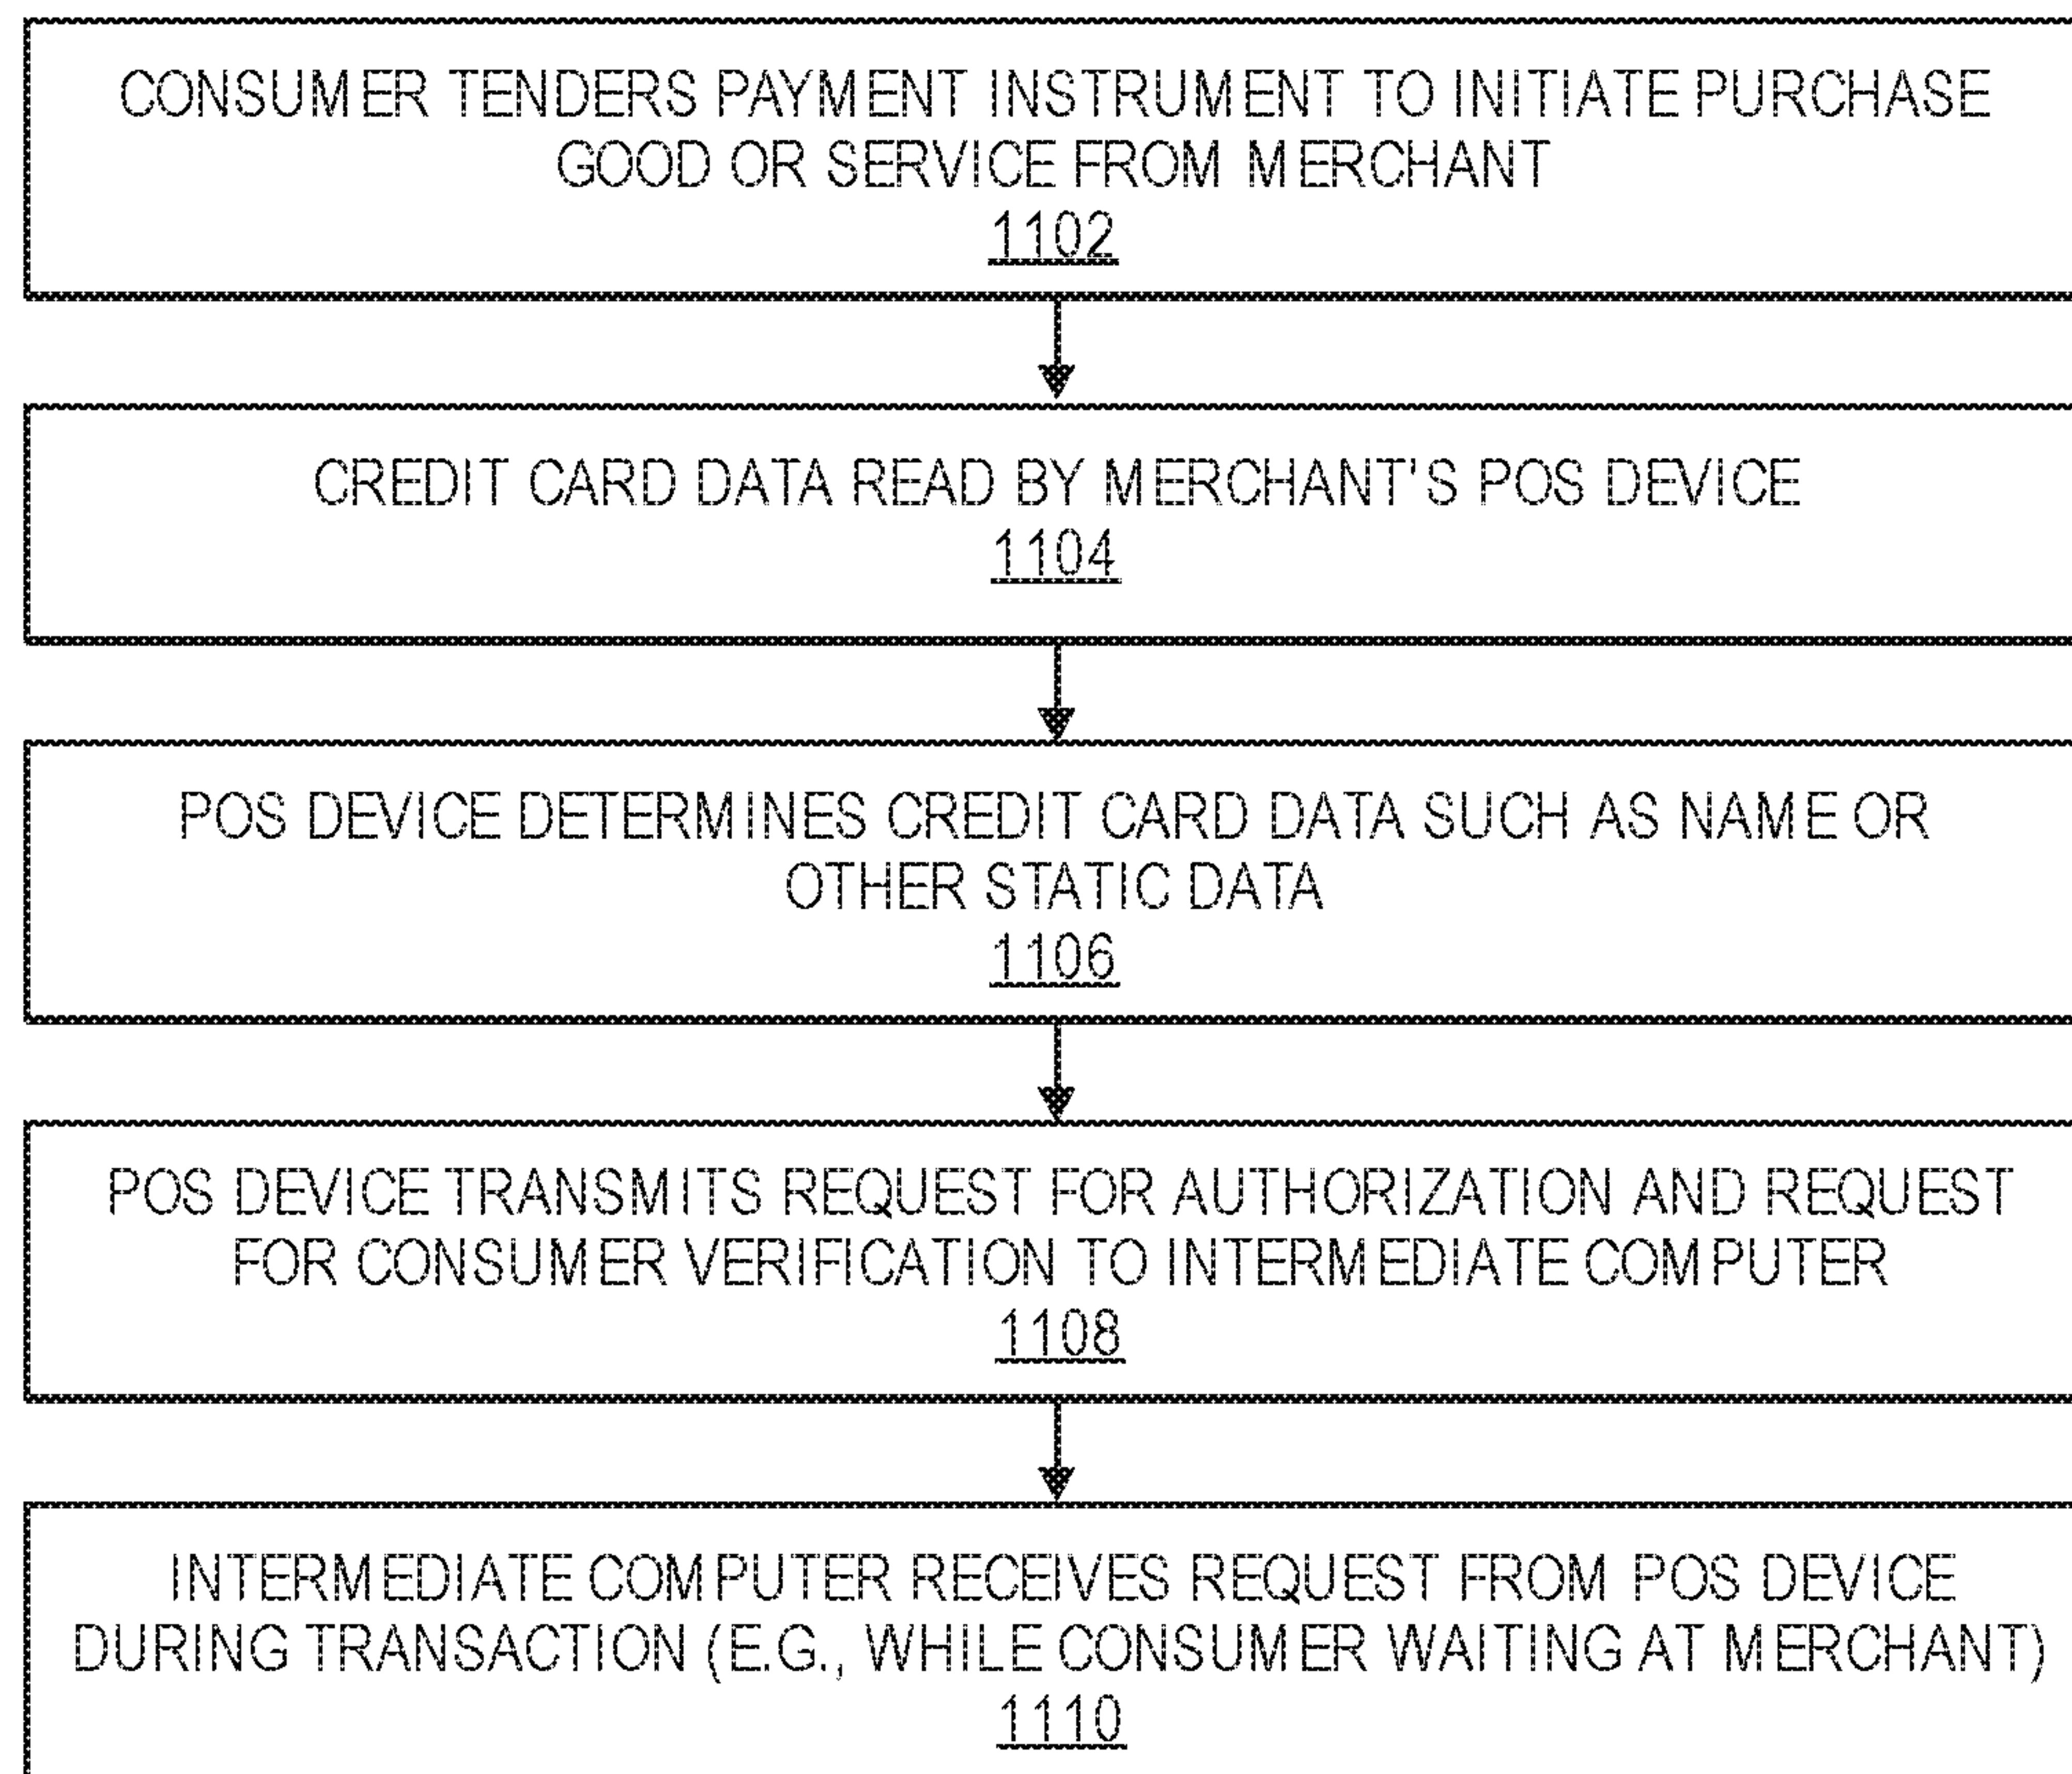 CONSUMER TENDERS PAYMENT INSTRUMENT TO INITIATE PURCHASE
GOOD OR SERVICE FROM MERCHANT
1102
CREDIT CARD DATA READ BY MERCHANT'S POS DEVICE
1104
POS DEVICE DETERMINES CREDIT CARD DATA SUCH AS NAME OR
OTHER STATIC DATA
1106
POS DEVICE TRANSMITS REQUEST FOR AUTHORIZATION AND REQUEST
FOR CONSUMER VERIFICATION TO INTERMEDIATE COMPUTER
1108
INTERMEDIATE COMPUTER RECEIVES REQUEST FROM POS DEVICE
DURING TRANSACTION (E.G., WHILE CONSUMER WAITING AT MERCHANT)
1110